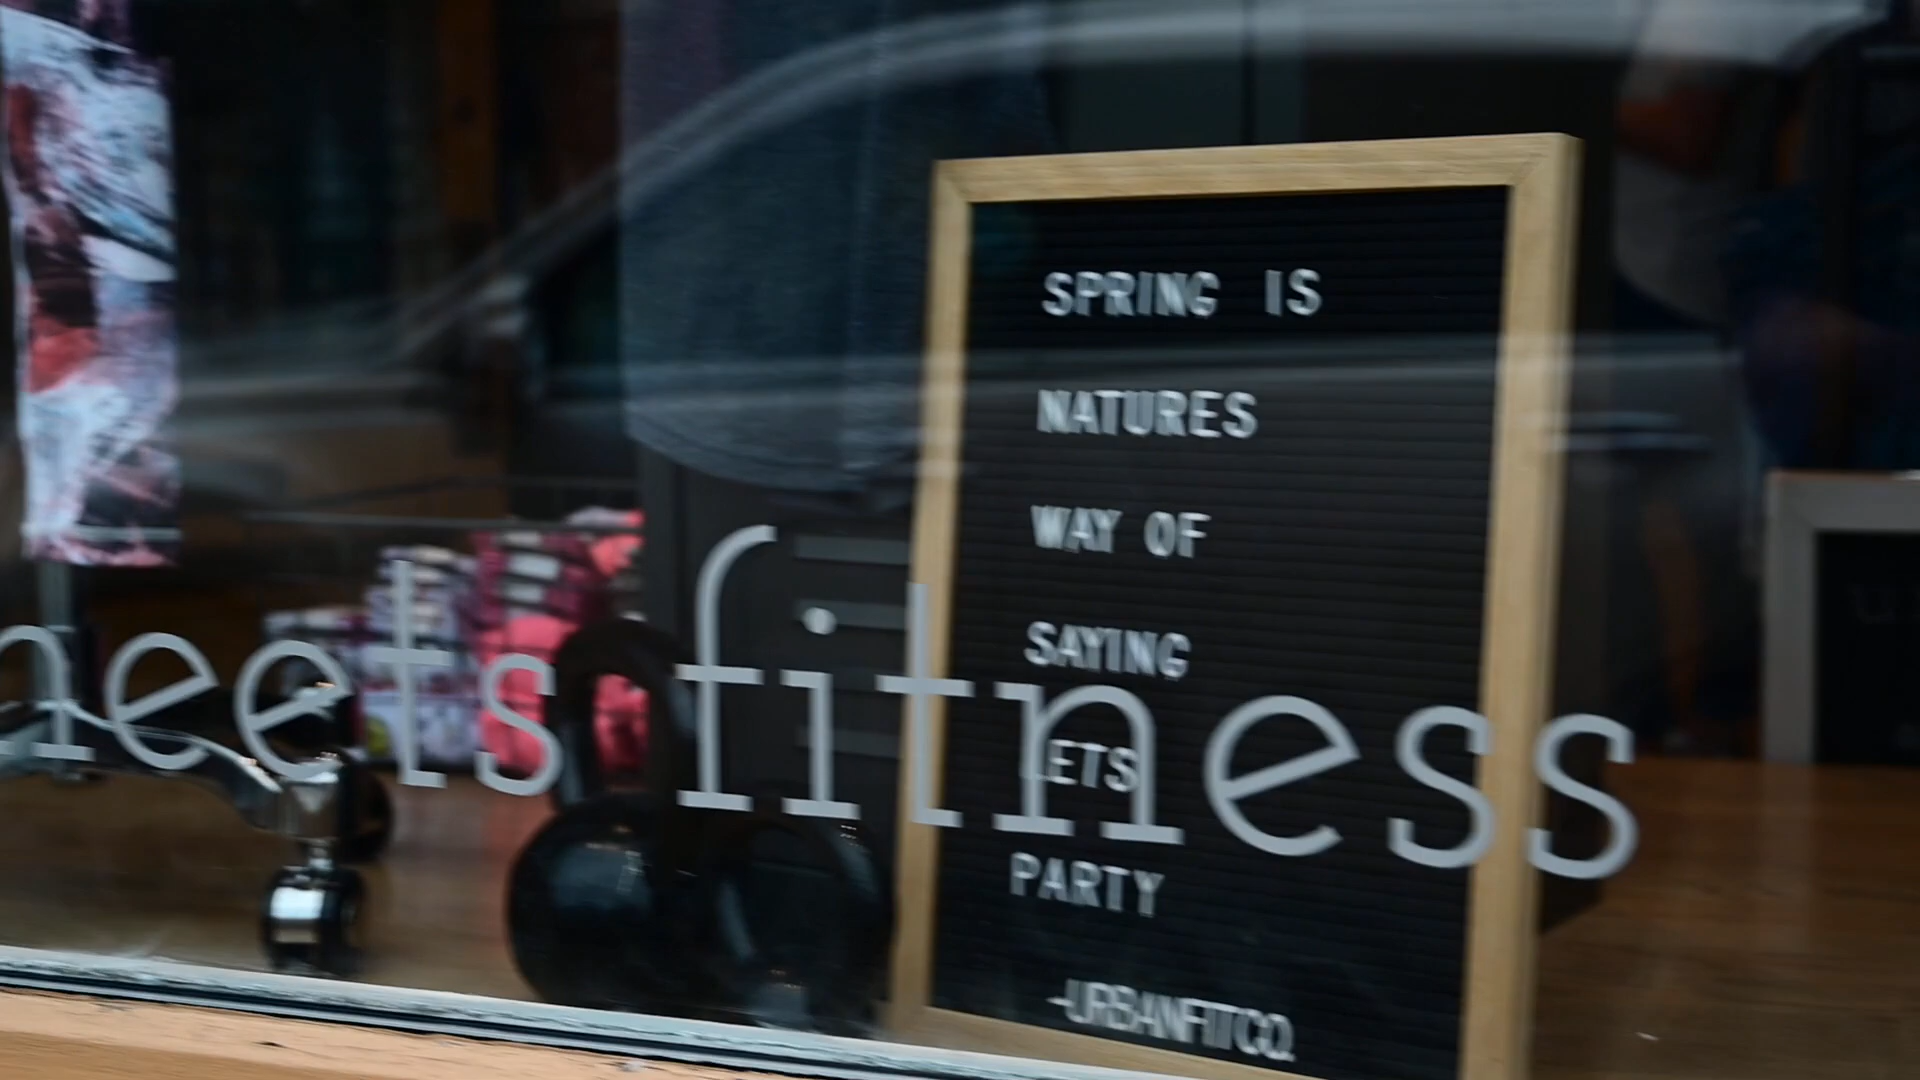 SPRING IS
NATURES
WAY OF
SAYING
LETS
PARTY
-URBANFITCO.
meets fitness